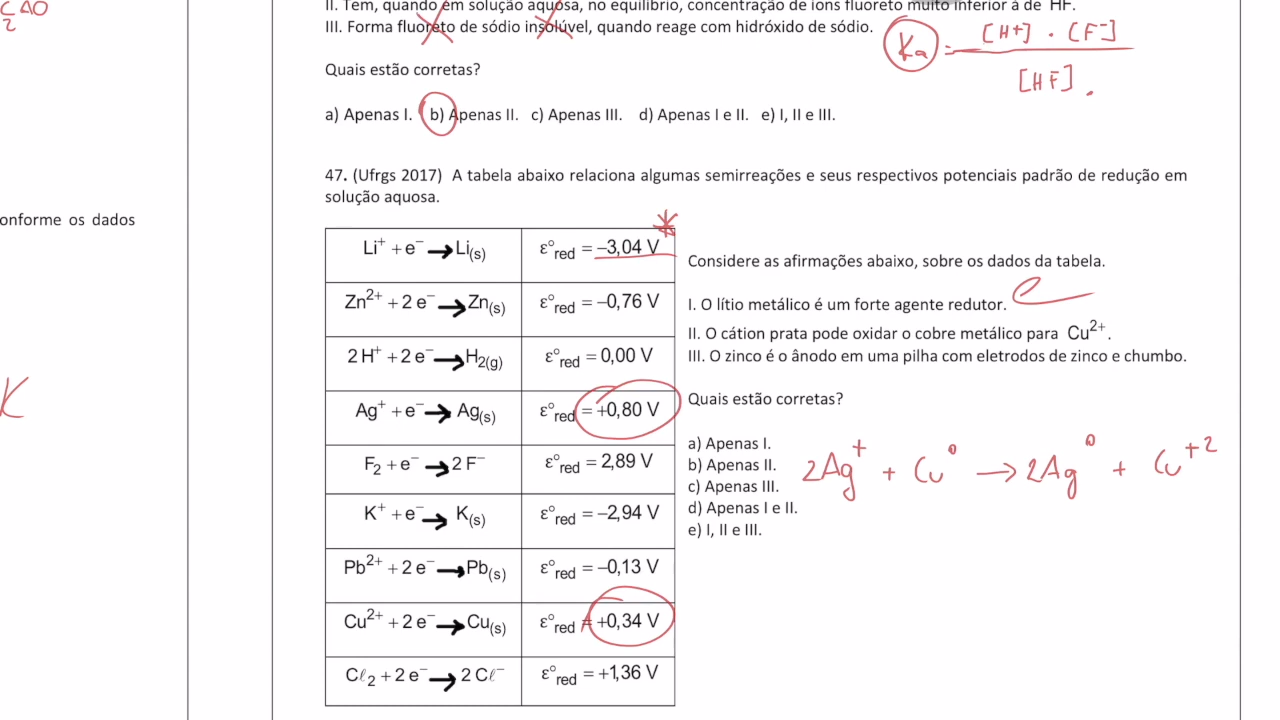 ÇÃO
2
II. Tem, quando em solução aquosa, no equilíbrio, concentração de íons fluoreto muito inferior à de HF.
III. Forma fluoreto de sódio insolúvel, quando reage com hidróxido de sódio.
Ka = [H+] . [F-]
[HF].
Quais estão corretas?
a) Apenas I. b) Apenas II. c) Apenas III. d) Apenas I e II. e) I, II e III.
47. (Ufrgs 2017) A tabela abaixo relaciona algumas semirreações e seus respectivos potenciais padrão de redução em
solução aquosa.
onforme os dados
K
Li⁺ + e⁻ → Li(s) ε°red = −3,04 V *
Zn²⁺ + 2 e⁻ → Zn(s) ε°red = −0,76 V
2 H⁺ + 2 e⁻ → H₂(g) ε°red = 0,00 V
Ag⁺ + e⁻ → Ag(s) ε°red = +0,80 V
F₂ + e⁻ → 2 F⁻ ε°red = 2,89 V
K⁺ + e⁻ → K(s) ε°red = −2,94 V
Pb²⁺ + 2 e⁻ → Pb(s) ε°red = −0,13 V
Cu²⁺ + 2 e⁻ → Cu(s) ε°red = +0,34 V
Cℓ₂ + 2 e⁻ → 2 Cℓ⁻ ε°red = +1,36 V
Considere as afirmações abaixo, sobre os dados da tabela.
I. O lítio metálico é um forte agente redutor.
II. O cátion prata pode oxidar o cobre metálico para Cu²⁺.
III. O zinco é o ânodo em uma pilha com eletrodos de zinco e chumbo.
Quais estão corretas?
a) Apenas I.
b) Apenas II.
c) Apenas III.
d) Apenas I e II.
e) I, II e III.
2Ag⁺ + Cu⁰ → 2Ag⁰ + Cu⁺²